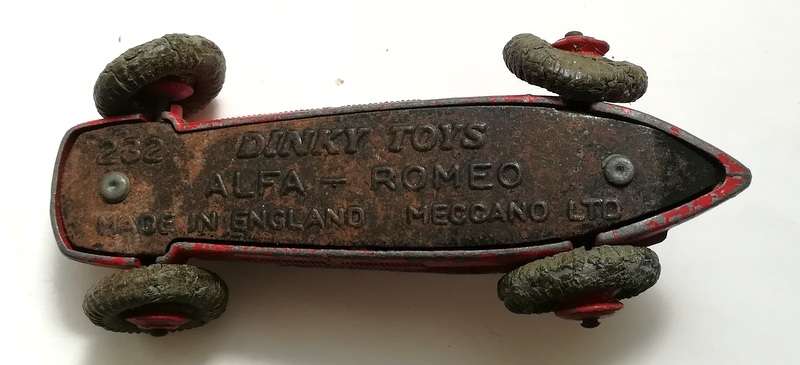 232 DINKY TOYS
ALFA - ROMEO
MADE IN ENGLAND MECCANO LTD